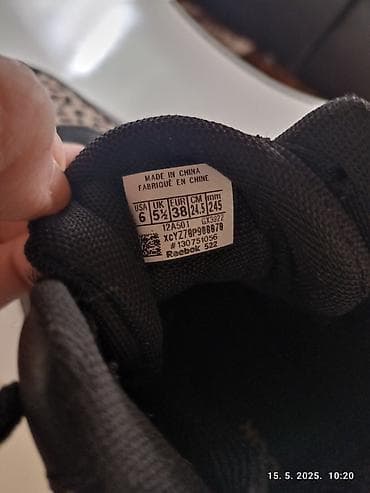 MADE IN CHINA
FABRIQUÉ EN CHINE
USA UK EUR CM mm
6 5½ 38 24.5 245
12A501
#130751056
Reebok 522
15. 5. 2025. 10:20